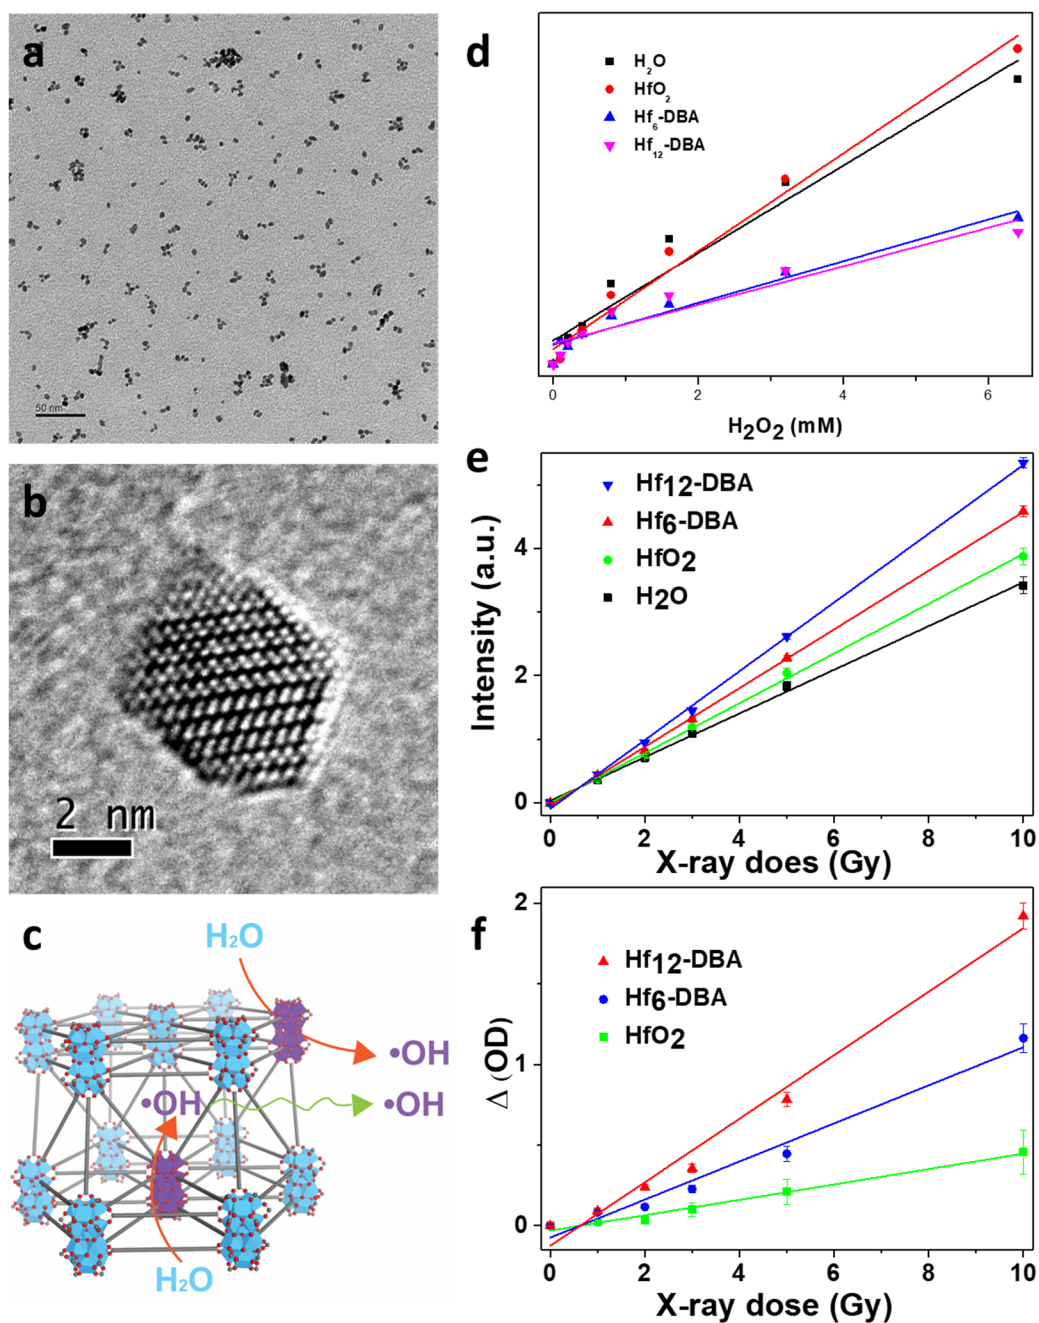 a
50 nm
b
2 nm
c
H₂O
•OH
•OH
•OH
H₂O
d
H₂O
HfO₂
Hf₆-DBA
Hf₁₂-DBA
0
2
4
6
H₂O₂ (mM)
e
Hf₁₂-DBA
Hf₆-DBA
HfO₂
H₂O
Intensity (a.u.)
4
2
0
0
2
4
6
8
10
X-ray does (Gy)
f
Hf₁₂-DBA
Hf₆-DBA
HfO₂
Δ (OD)
2
1
0
0
2
4
6
8
10
X-ray dose (Gy)